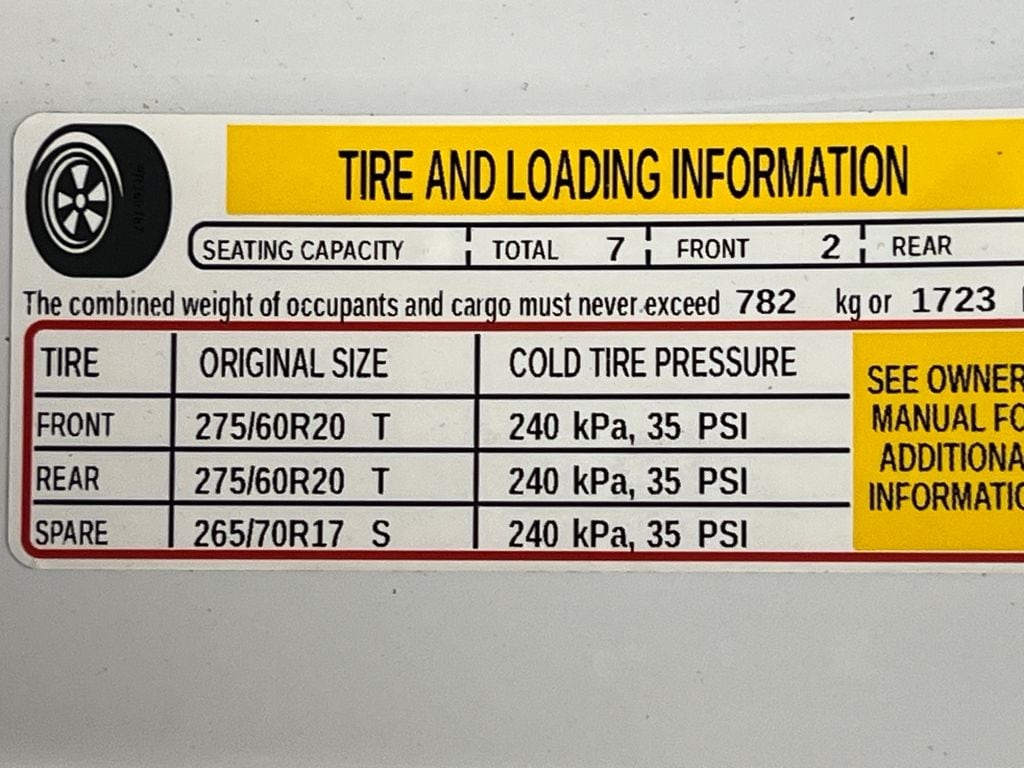 TIRE AND LOADING INFORMATION
SEATING CAPACITY TOTAL 7 FRONT 2 REAR
The combined weight of occupants and cargo must never exceed 782 kg or 1723
TIRE ORIGINAL SIZE COLD TIRE PRESSURE
FRONT 275/60R20 T 240 kPa, 35 PSI
REAR 275/60R20 T 240 kPa, 35 PSI
SPARE 265/70R17 S 240 kPa, 35 PSI
SEE OWNER
MANUAL FO
ADDITIONA
INFORMATIO